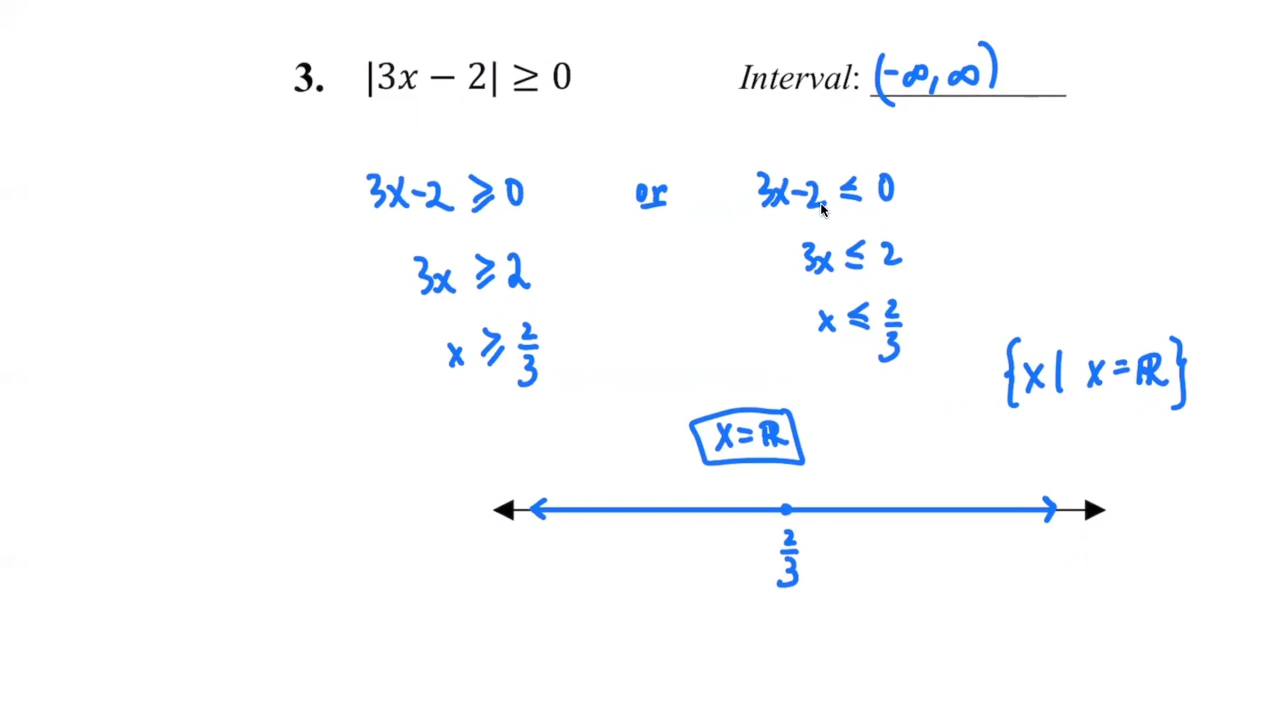 3. |3x − 2| ≥ 0 Interval: (-∞, ∞)
3x-2 ≥ 0 or 3x-2 ≤ 0
3x ≥ 2 3x ≤ 2
x ≥ 2/3 x ≤ 2/3
{x| x=ℝ}
x=ℝ
2/3